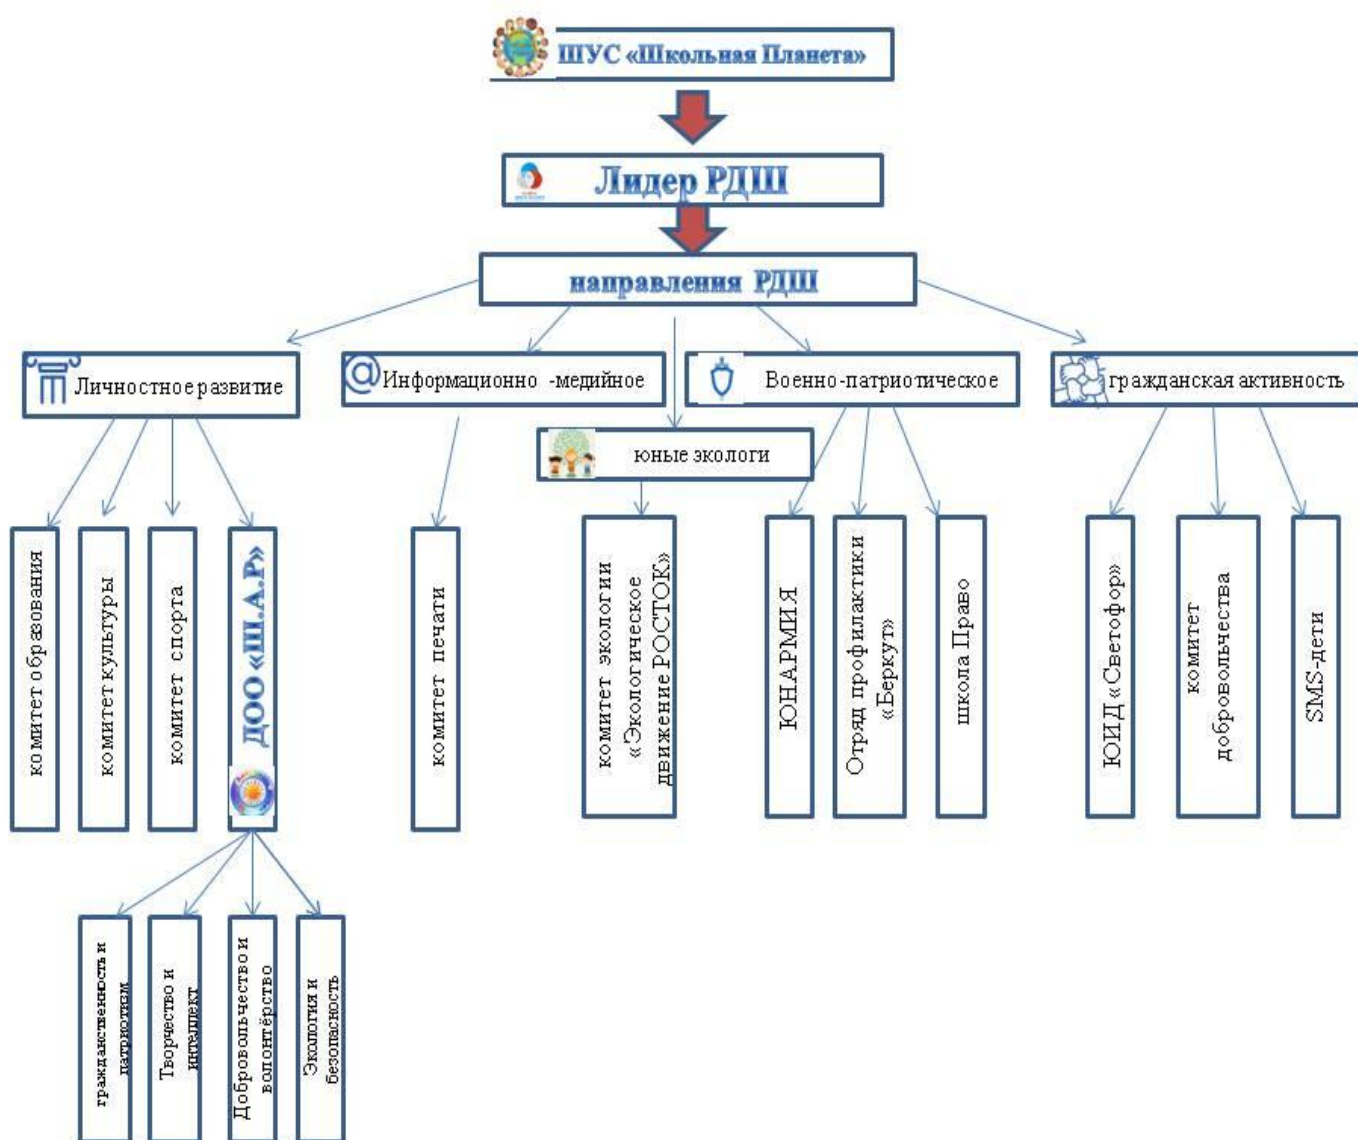 ШУС «Школьная Планета»
Лидер РДШ
направления РДШ
Личностное развитие
Информационно -медийное
Военно-патриотическое
гражданская активность
юные экологи
комитет образования
комитет культуры
комитет спорта
ДОО «Ш.А.Р»
комитет печати
комитет экологии
«Экологическое
движение РОСТОК»
ЮНАРМИЯ
Отряд профилактики
«Беркут»
школа Право
ЮИД «Светофор»
комитет
добровольчества
SMS-дети
гражданственность и
патриотизм
Творчество и
интеллект
Добровольчество и
волонтёрство
Экология и
безопасность